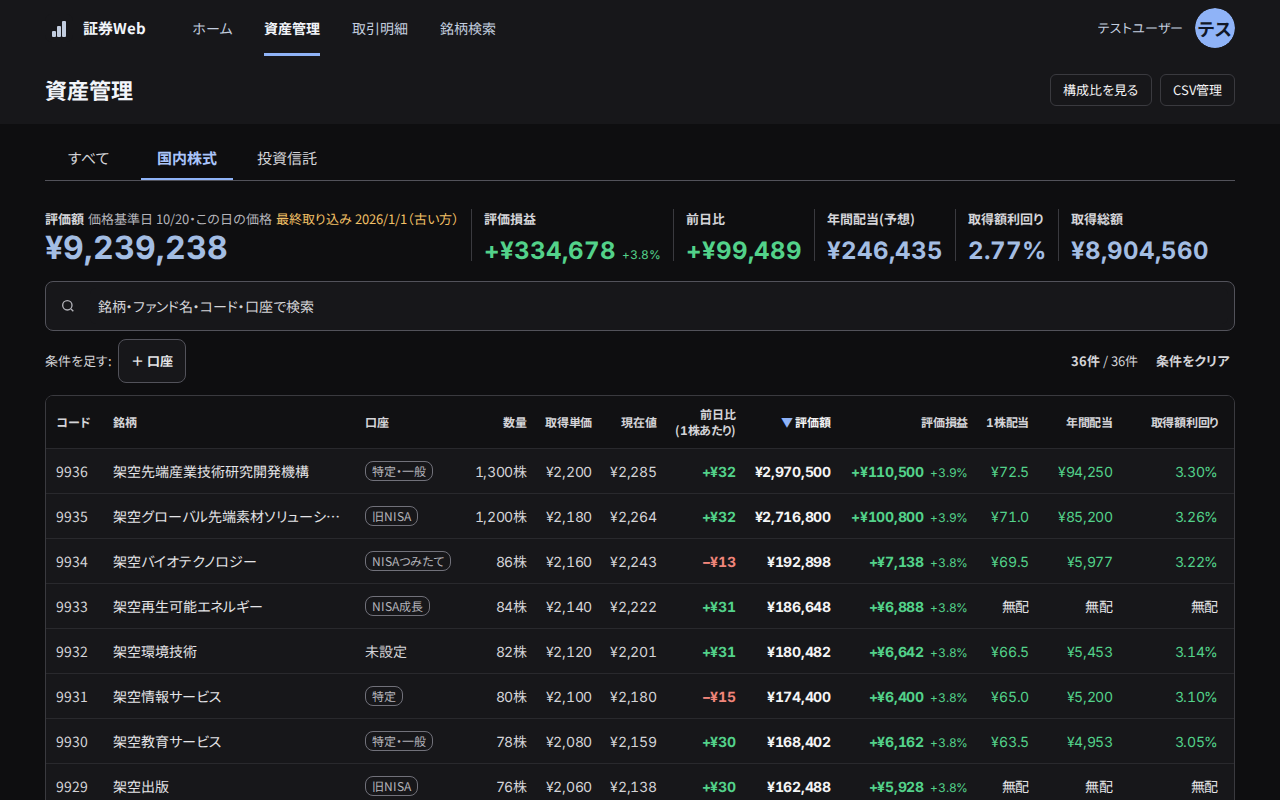 証券Web ホーム 資産管理 取引明細 銘柄検索 テストユーザー テス
資産管理 構成比を見る CSV管理
すべて 国内株式 投資信託
評価額 価格基準日 10/20・この日の価格 最終取り込み 2026/1/1(古い方) 評価損益 前日比 年間配当(予想) 取得額利回り 取得総額
¥9,239,238 +¥334,678 +3.8% +¥99,489 ¥246,435 2.77% ¥8,904,560
銘柄・ファンド名・コード・口座で検索
条件を足す: + 口座 36件 / 36件 条件をクリア
コード 銘柄 口座 数量 取得単価 現在値 前日比 (1株あたり) ▼評価額 評価損益 1株配当 年間配当 取得額利回り
9936 架空先端産業技術研究開発機構 特定・一般 1,300株 ¥2,200 ¥2,285 +¥32 ¥2,970,500 +¥110,500 +3.9% ¥72.5 ¥94,250 3.30%
9935 架空グローバル先端素材ソリューシ… 旧NISA 1,200株 ¥2,180 ¥2,264 +¥32 ¥2,716,800 +¥100,800 +3.9% ¥71.0 ¥85,200 3.26%
9934 架空バイオテクノロジー NISAつみたて 86株 ¥2,160 ¥2,243 −¥13 ¥192,898 +¥7,138 +3.8% ¥69.5 ¥5,977 3.22%
9933 架空再生可能エネルギー NISA成長 84株 ¥2,140 ¥2,222 +¥31 ¥186,648 +¥6,888 +3.8% 無配 無配 無配
9932 架空環境技術 未設定 82株 ¥2,120 ¥2,201 +¥31 ¥180,482 +¥6,642 +3.8% ¥66.5 ¥5,453 3.14%
9931 架空情報サービス 特定 80株 ¥2,100 ¥2,180 −¥15 ¥174,400 +¥6,400 +3.8% ¥65.0 ¥5,200 3.10%
9930 架空教育サービス 特定・一般 78株 ¥2,080 ¥2,159 +¥30 ¥168,402 +¥6,162 +3.8% ¥63.5 ¥4,953 3.05%
9929 架空出版 旧NISA 76株 ¥2,060 ¥2,138 +¥30 ¥162,488 +¥5,928 +3.8% 無配 無配 無配